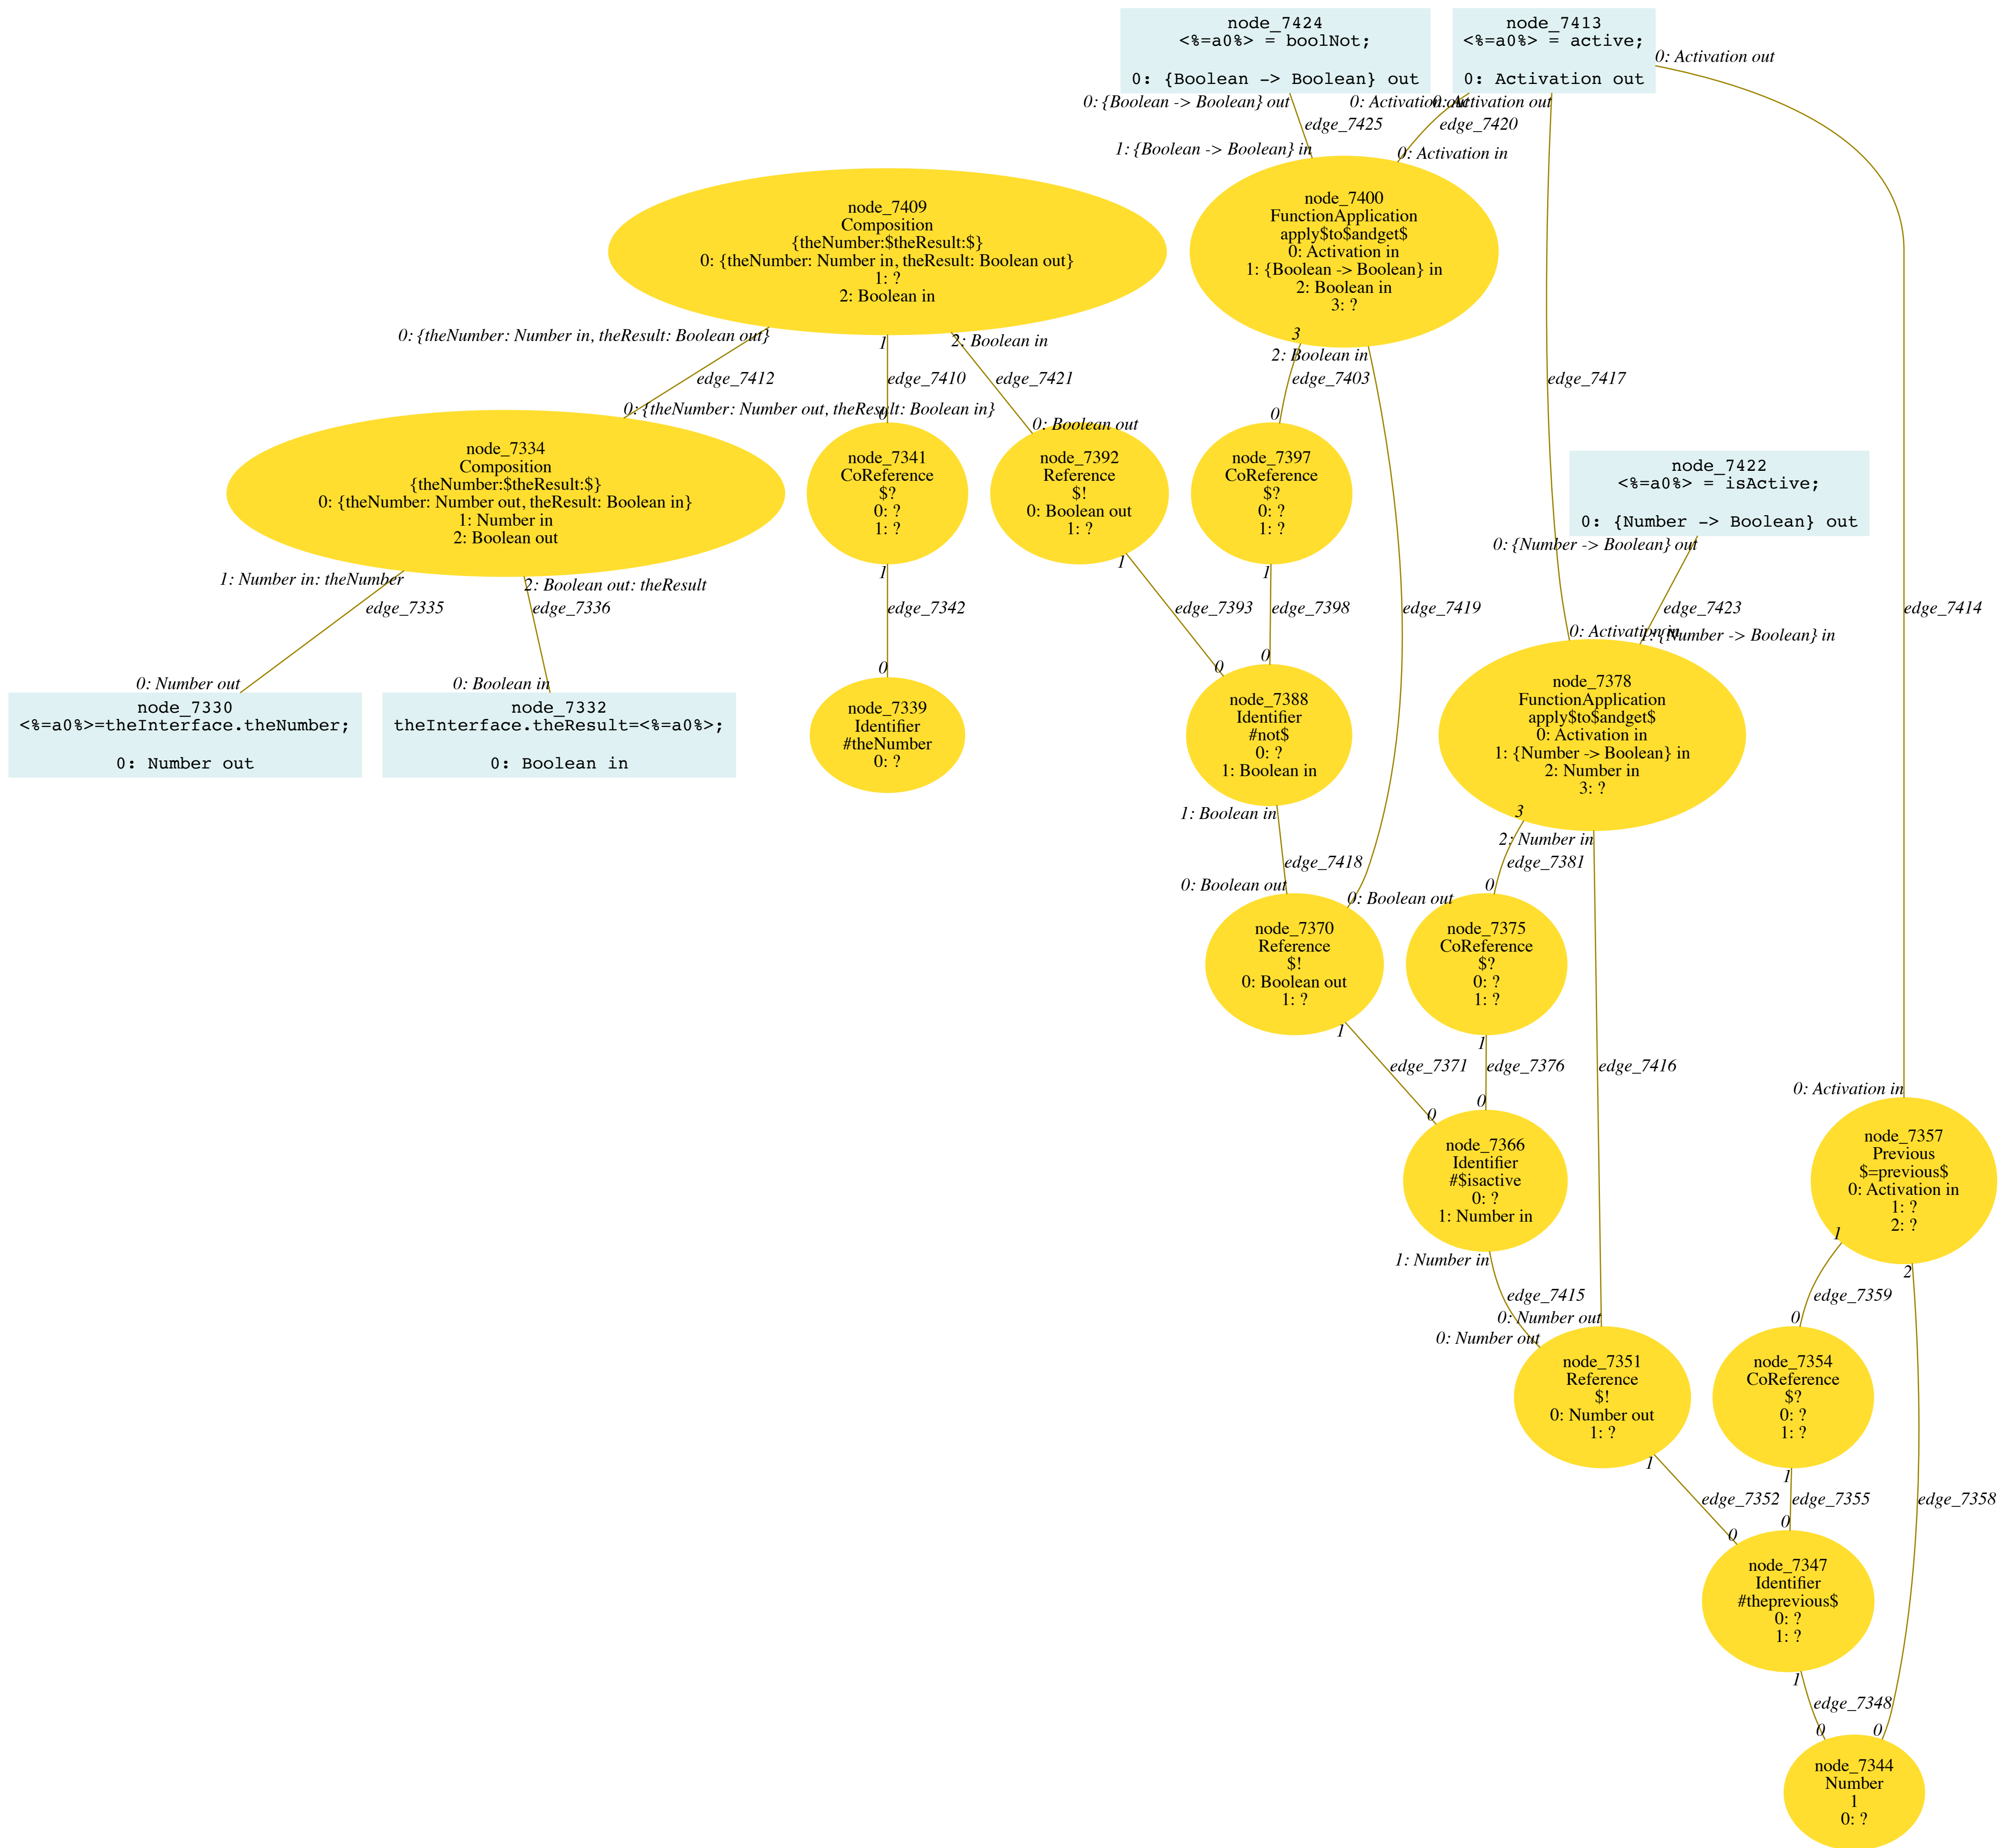 node_7424
<%=a0%> = boolNot;
0: {Boolean -> Boolean} out
node_7413
<%=a0%> = active;
0: Activation out
0: Activation out
0: {Boolean -> Boolean} out
0: Activation out
0: Activation out
edge_7425
edge_7420
1: {Boolean -> Boolean} in
0: Activation in
node_7409
Composition
{theNumber:$theResult:$}
0: {theNumber: Number in, theResult: Boolean out}
1: ?
2: Boolean in
node_7400
FunctionApplication
apply$to$andget$
0: Activation in
1: {Boolean -> Boolean} in
2: Boolean in
3: ?
0: {theNumber: Number in, theResult: Boolean out}
1
2: Boolean in
3
2: Boolean in
edge_7412
edge_7410
edge_7421
edge_7403
edge_7417
0: {theNumber: Number out, theResult: Boolean in}
0
0: Boolean out
0
node_7334
Composition
{theNumber:$theResult:$}
0: {theNumber: Number out, theResult: Boolean in}
1: Number in
2: Boolean out
node_7341
CoReference
$?
0: ?
1: ?
node_7392
Reference
$!
0: Boolean out
1: ?
node_7397
CoReference
$?
0: ?
1: ?
node_7422
<%=a0%> = isActive;
0: {Number -> Boolean} out
0: {Number -> Boolean} out
1: Number in: theNumber
2: Boolean out: theResult
1
1
1
edge_7335
edge_7336
edge_7342
edge_7393
edge_7398
edge_7419
edge_7423
edge_7414
0: Activation in
1: {Number -> Boolean} in
0: Number out
0: Boolean in
0
0
0
node_7330
<%=a0%>=theInterface.theNumber;
0: Number out
node_7332
theInterface.theResult=<%=a0%>;
0: Boolean in
node_7339
Identifier
#theNumber
0: ?
node_7388
Identifier
#not$
0: ?
1: Boolean in
node_7378
FunctionApplication
apply$to$andget$
0: Activation in
1: {Number -> Boolean} in
2: Number in
3: ?
1: Boolean in
3
2: Number in
edge_7418
edge_7381
0: Boolean out
0: Boolean out
0
node_7370
Reference
$!
0: Boolean out
1: ?
node_7375
CoReference
$?
0: ?
1: ?
1
1
edge_7371
edge_7376
edge_7416
0
0
0: Activation in
node_7366
Identifier
#$isactive
0: ?
1: Number in
node_7357
Previous
$=previous$
0: Activation in
1: ?
2: ?
1: Number in
1
2
edge_7415
edge_7359
0: Number out
0: Number out
0
node_7351
Reference
$!
0: Number out
1: ?
node_7354
CoReference
$?
0: ?
1: ?
1
1
edge_7352
edge_7355
edge_7358
0
0
node_7347
Identifier
#theprevious$
0: ?
1: ?
1
edge_7348
0
0
node_7344
Number
1
0: ?